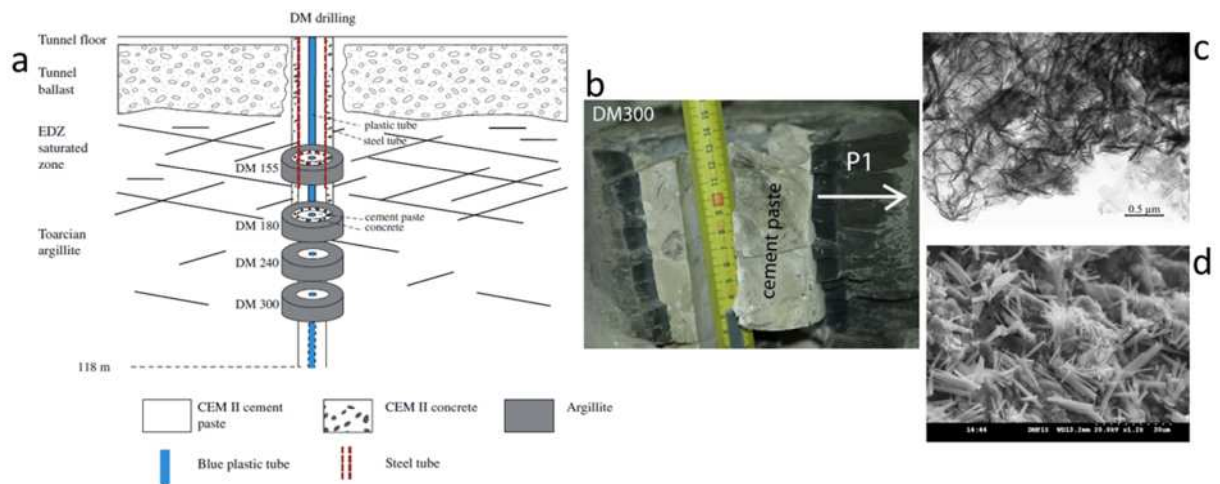 a
DM drilling
Tunnel floor
Tunnel
ballast
EDZ
saturated
zone
plastic tube
steel tube
DM 155
cement paste
concrete
DM 180
Toarcian
argillite
DM 240
DM 300
118 m
CEM II cement
paste
CEM II concrete
Argillite
Blue plastic tube
Steel tube
b
DM300
cement paste
P1
c
0.5 µm
d
14:44